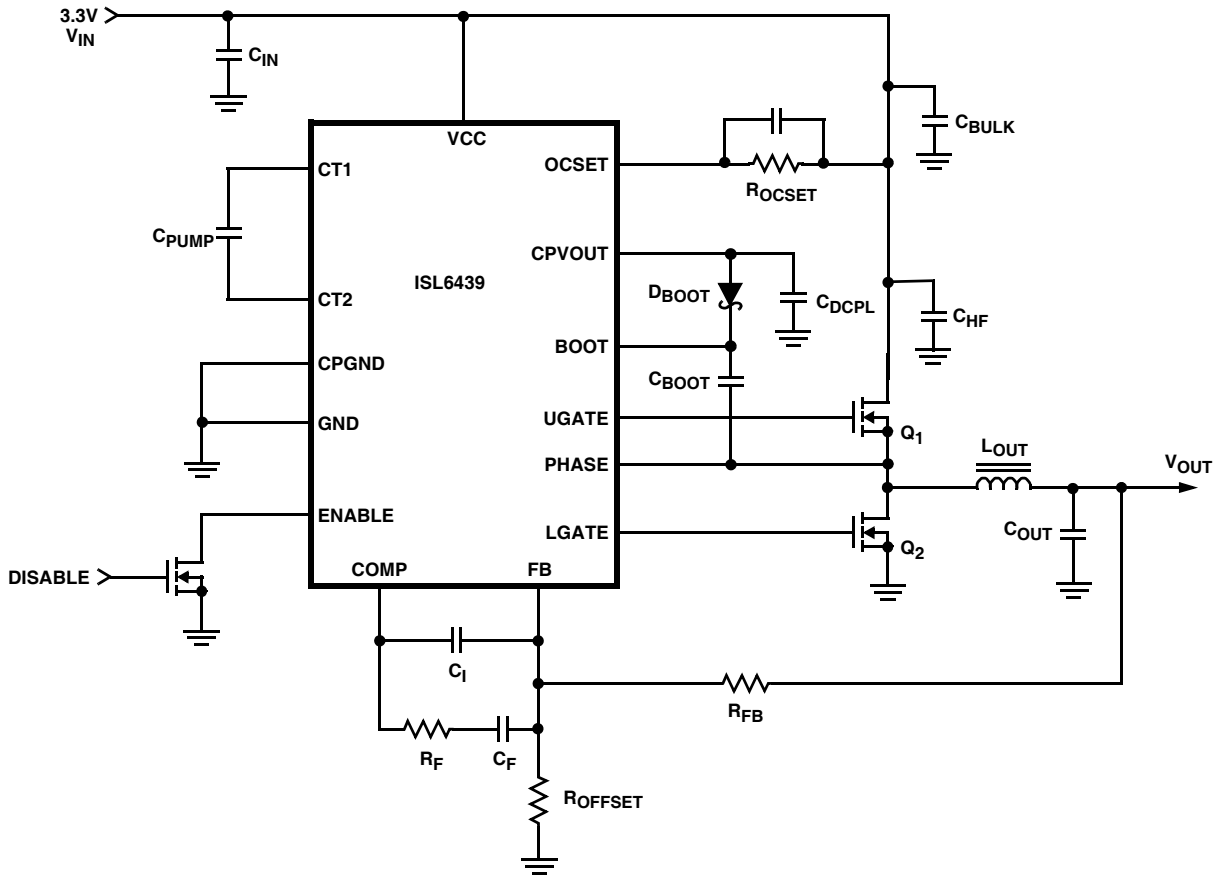 3.3V
VIN
CIN
VCC
CT1
OCSET
ROCSET
CBULK
CPUMP
CPVOUT
ISL6439
DBOOT
CDCPL
CT2
CHF
BOOT
CPGND
CBOOT
UGATE
GND
Q1
LOUT
VOUT
PHASE
ENABLE
LGATE
COUT
Q2
DISABLE
COMP
FB
CI
RFB
RF
CF
ROFFSET